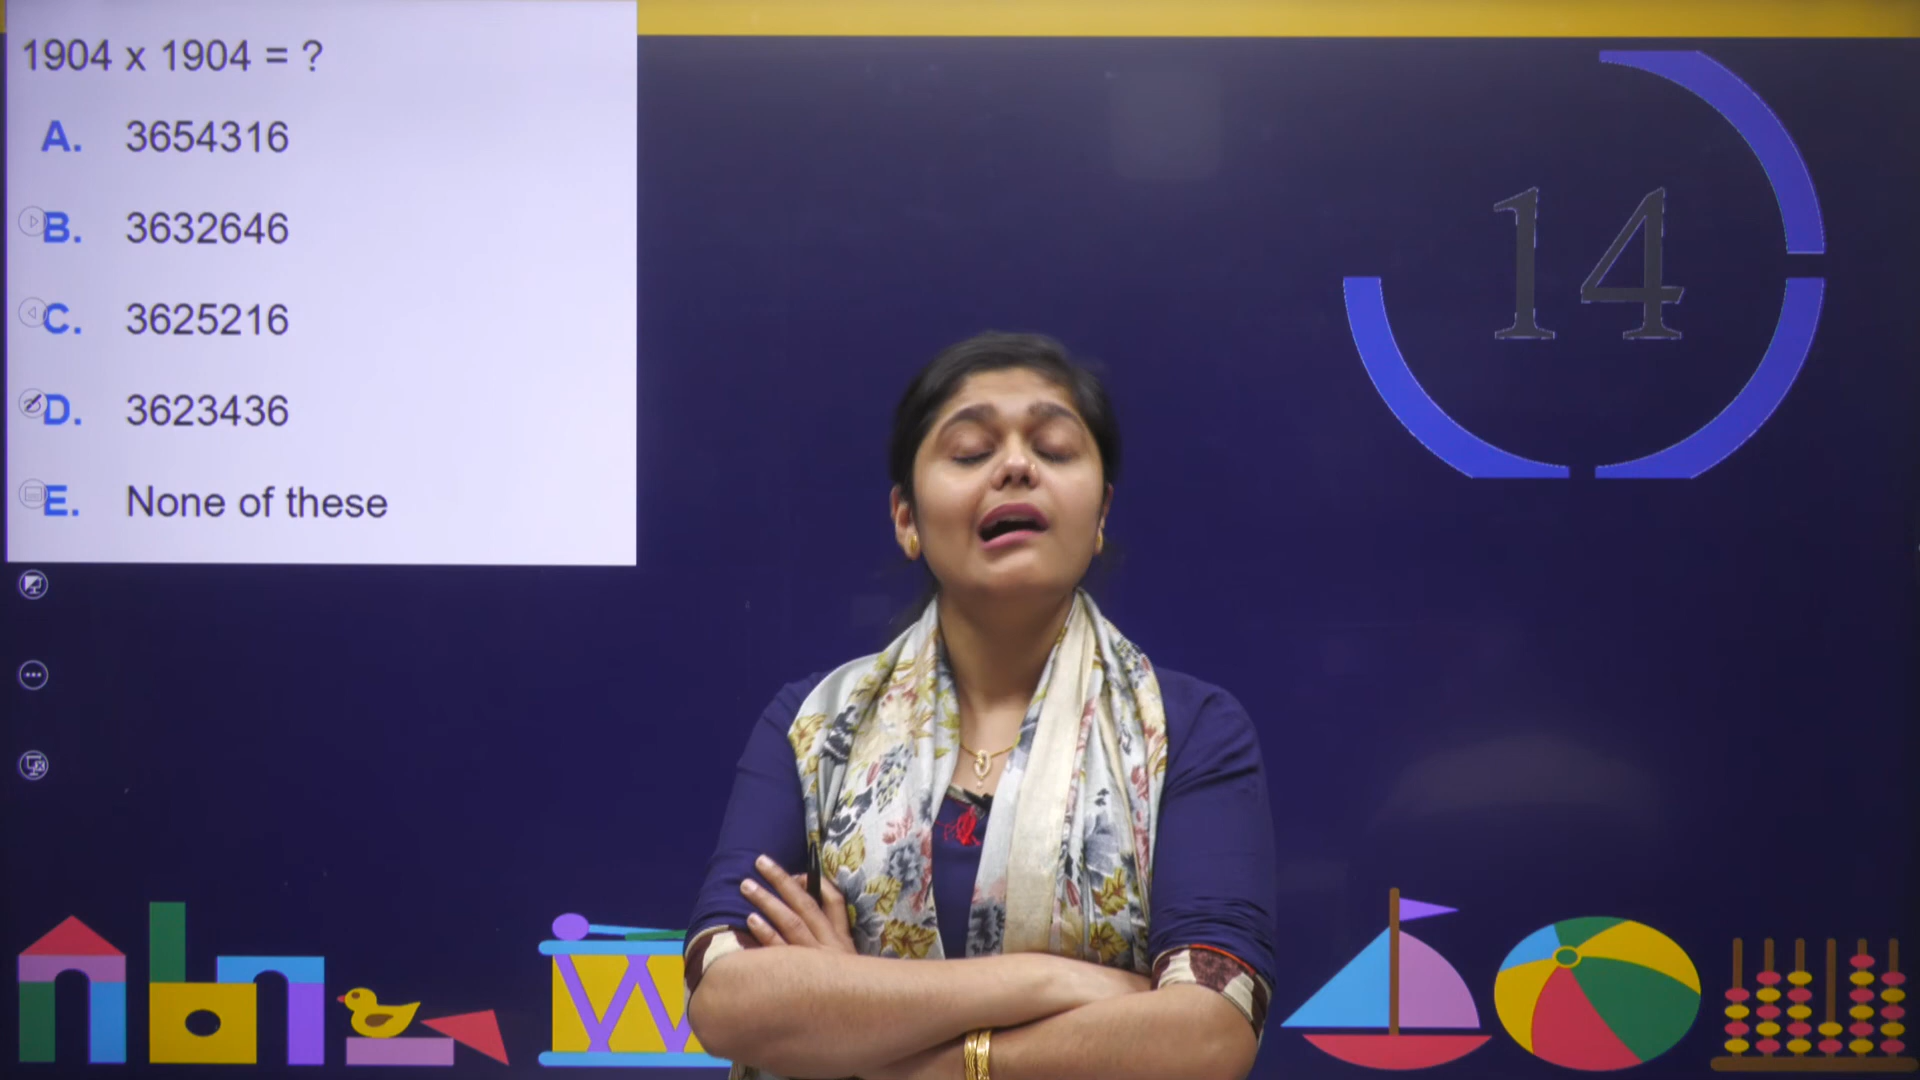 1904 x 1904 = ?
A. 3654316
B. 3632646
C. 3625216
D. 3623436
E. None of these
14